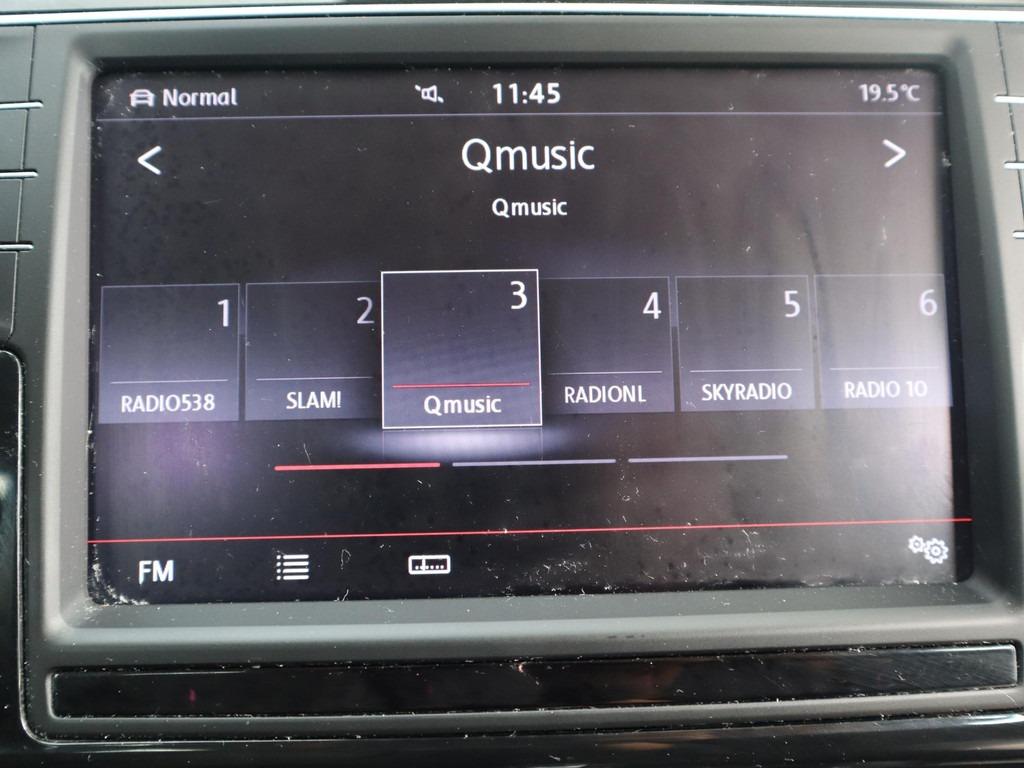 Normal 11:45 19.5°C
< Qmusic >
Qmusic
1 2 3 4 5 6
RADIO538 SLAM! Qmusic RADIONL SKYRADIO RADIO 10
FM